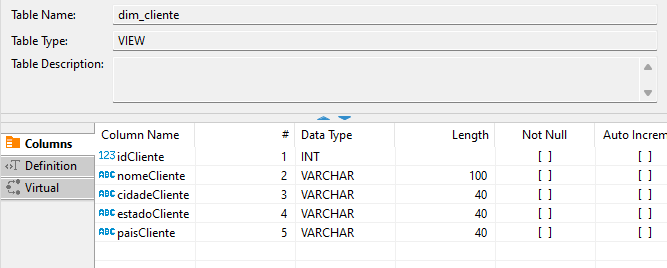 Table Name: dim_cliente
Table Type: VIEW
Table Description:
Columns
Definition
Virtual
Column Name # Data Type Length Not Null Auto Increm
123 idCliente 1 INT [ ] [ ]
ABC nomeCliente 2 VARCHAR 100 [ ] [ ]
ABC cidadeCliente 3 VARCHAR 40 [ ] [ ]
ABC estadoCliente 4 VARCHAR 40 [ ] [ ]
ABC paisCliente 5 VARCHAR 40 [ ] [ ]